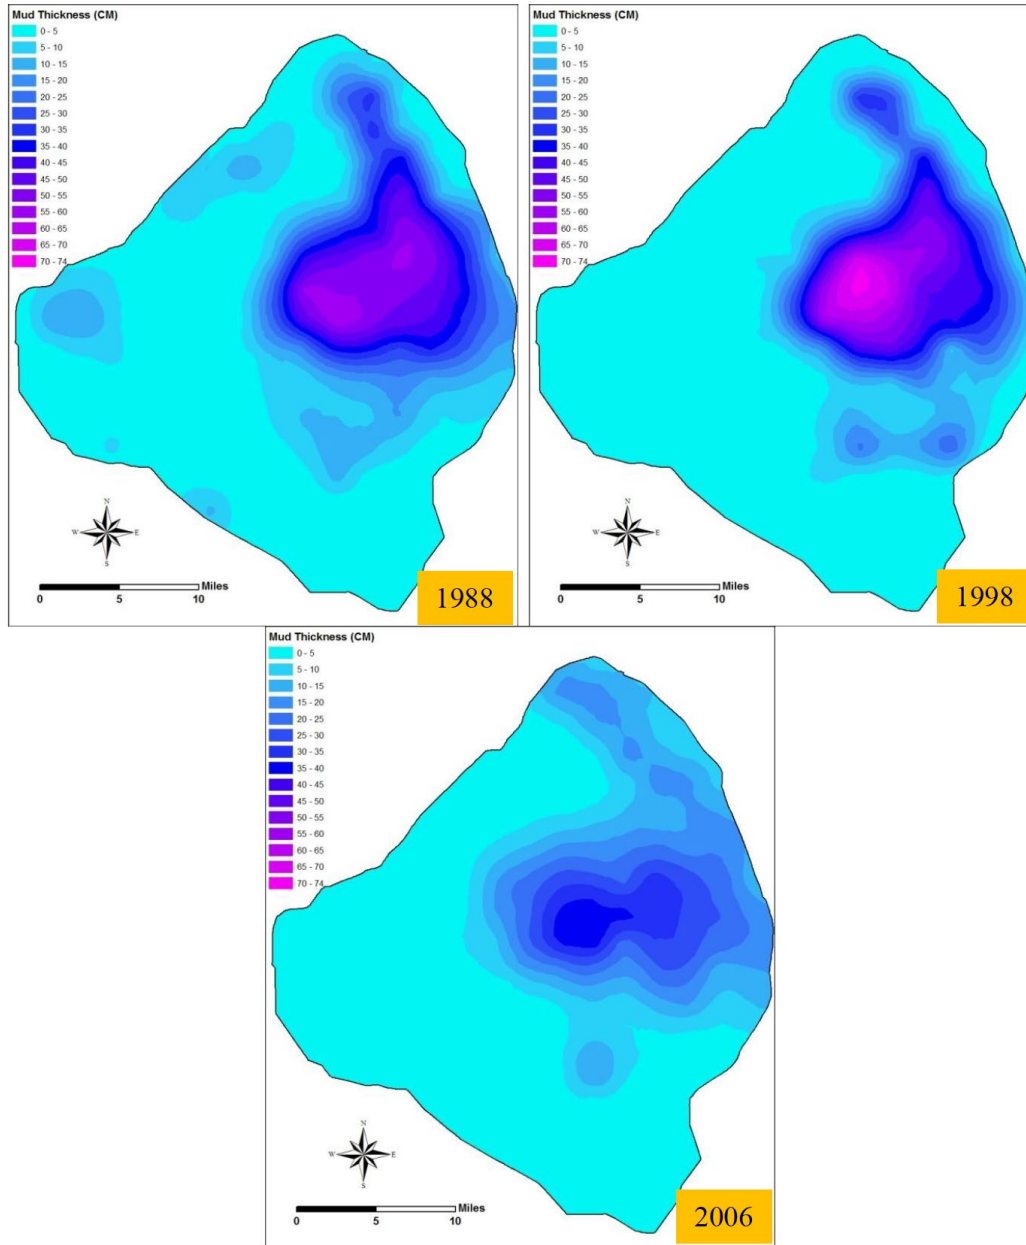 Mud Thickness (CM)
0 - 5
5 - 10
10 - 15
15 - 20
20 - 25
25 - 30
30 - 35
35 - 40
40 - 45
45 - 50
50 - 55
55 - 60
60 - 65
65 - 70
70 - 74
N
W E
S
Miles
0 5 10
1988
Mud Thickness (CM)
0 - 5
5 - 10
10 - 15
15 - 20
20 - 25
25 - 30
30 - 35
35 - 40
40 - 45
45 - 50
50 - 55
55 - 60
60 - 65
65 - 70
70 - 74
N
W E
S
Miles
0 5 10
1998
Mud Thickness (CM)
0 - 5
5 - 10
10 - 15
15 - 20
20 - 25
25 - 30
30 - 35
35 - 40
40 - 45
45 - 50
50 - 55
55 - 60
60 - 65
65 - 70
70 - 74
N
W E
S
Miles
0 5 10
2006